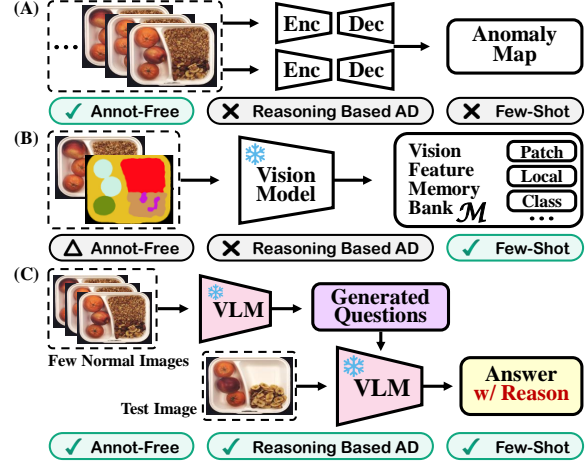 (A)
Enc Dec
Enc Dec
Anomaly
Map
Annot-Free
Reasoning Based AD
Few-Shot
(B)
Vision
Model
Vision
Feature
Memory
Bank ℳ
Patch
Local
Class
Annot-Free
Reasoning Based AD
Few-Shot
(C)
VLM
Generated
Questions
Few Normal Images
Test Image
VLM
Answer
w/ Reason
Annot-Free
Reasoning Based AD
Few-Shot